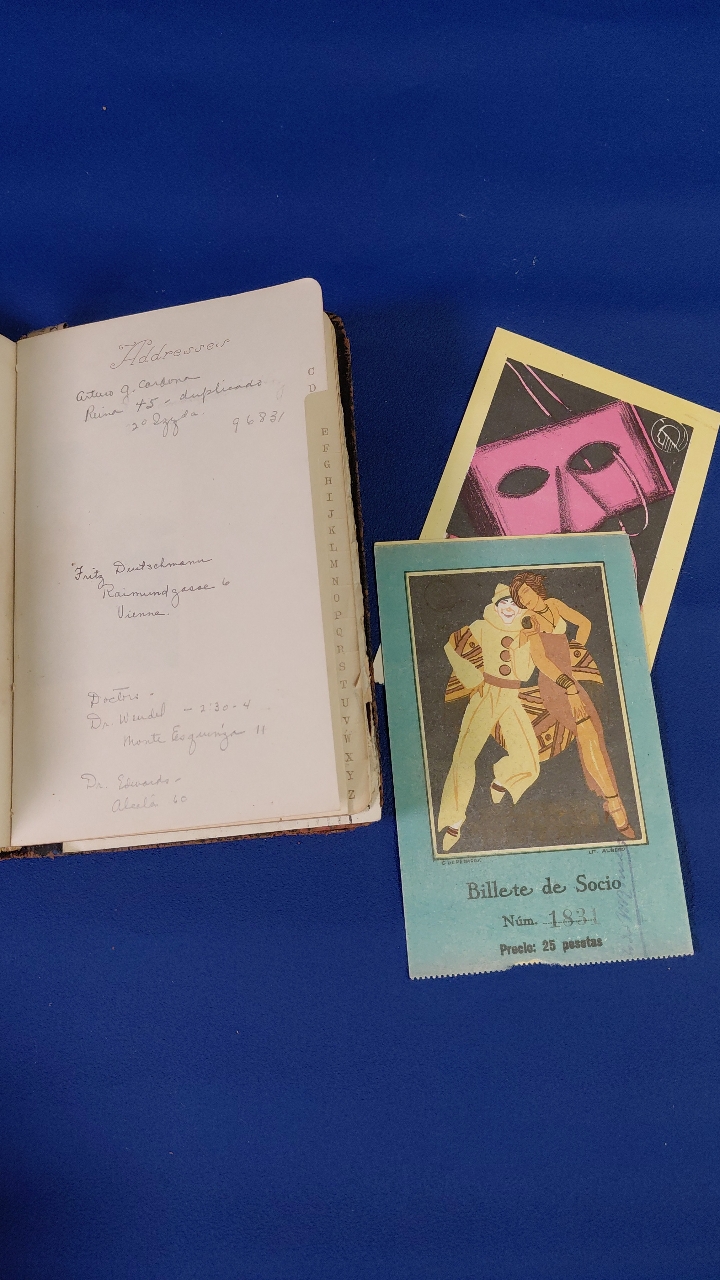 Addresses
Arturo G. Cardona
Reina 45 - duplicado
2º Izqda.
96831
Fritz Deutschmann
Raimundgasse 6
Vienna.
Doctors -
Dr. Wendel - 2:30 - 4
Monte Esquinza 11
Dr. Edwards -
Alcalá 60
C
D
E
F
G
H
I
J
K
L
M
N
O
P
Q
R
S
T
U
V
W
X
Y
Z
Billete de Socio
Núm. 1831
Precio: 25 pesetas